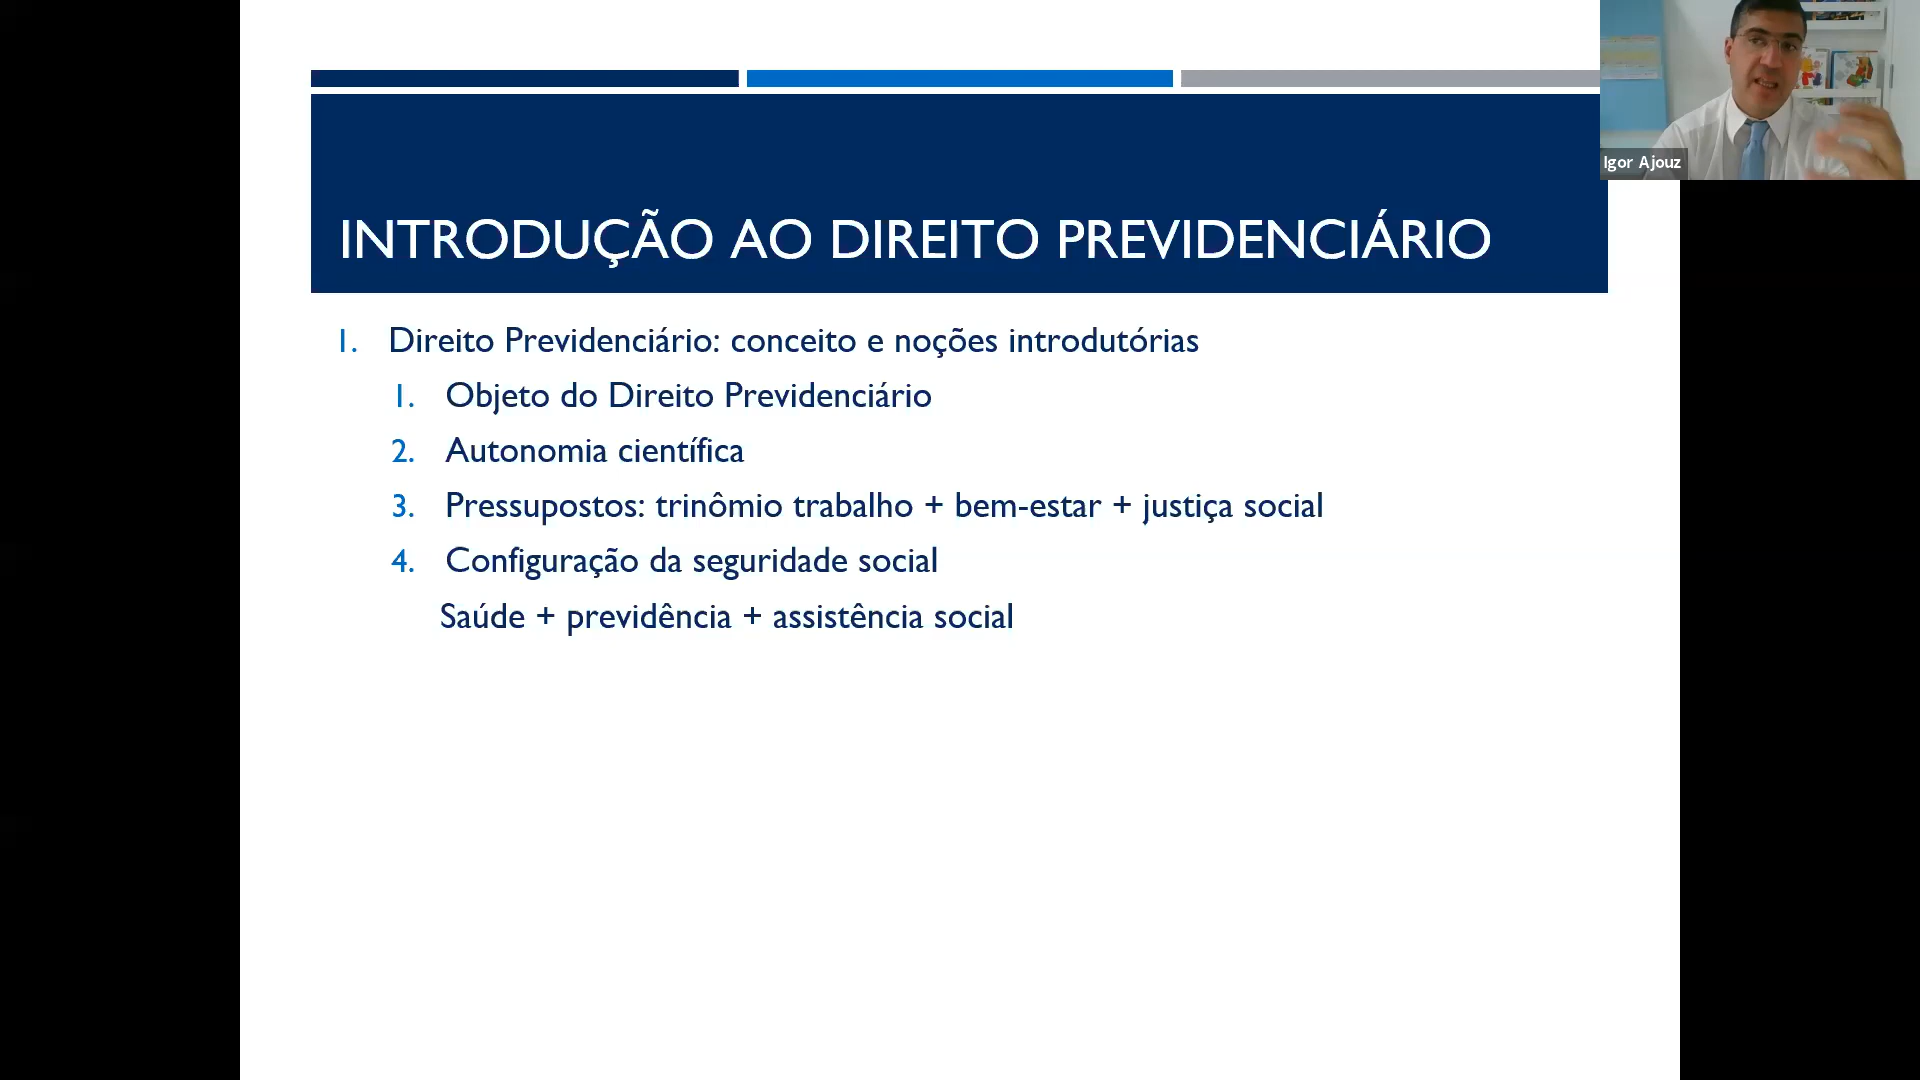 Igor Ajouz
INTRODUÇÃO AO DIREITO PREVIDENCIÁRIO
1. Direito Previdenciário: conceito e noções introdutórias
1. Objeto do Direito Previdenciário
2. Autonomia científica
3. Pressupostos: trinômio trabalho + bem-estar + justiça social
4. Configuração da seguridade social
Saúde + previdência + assistência social